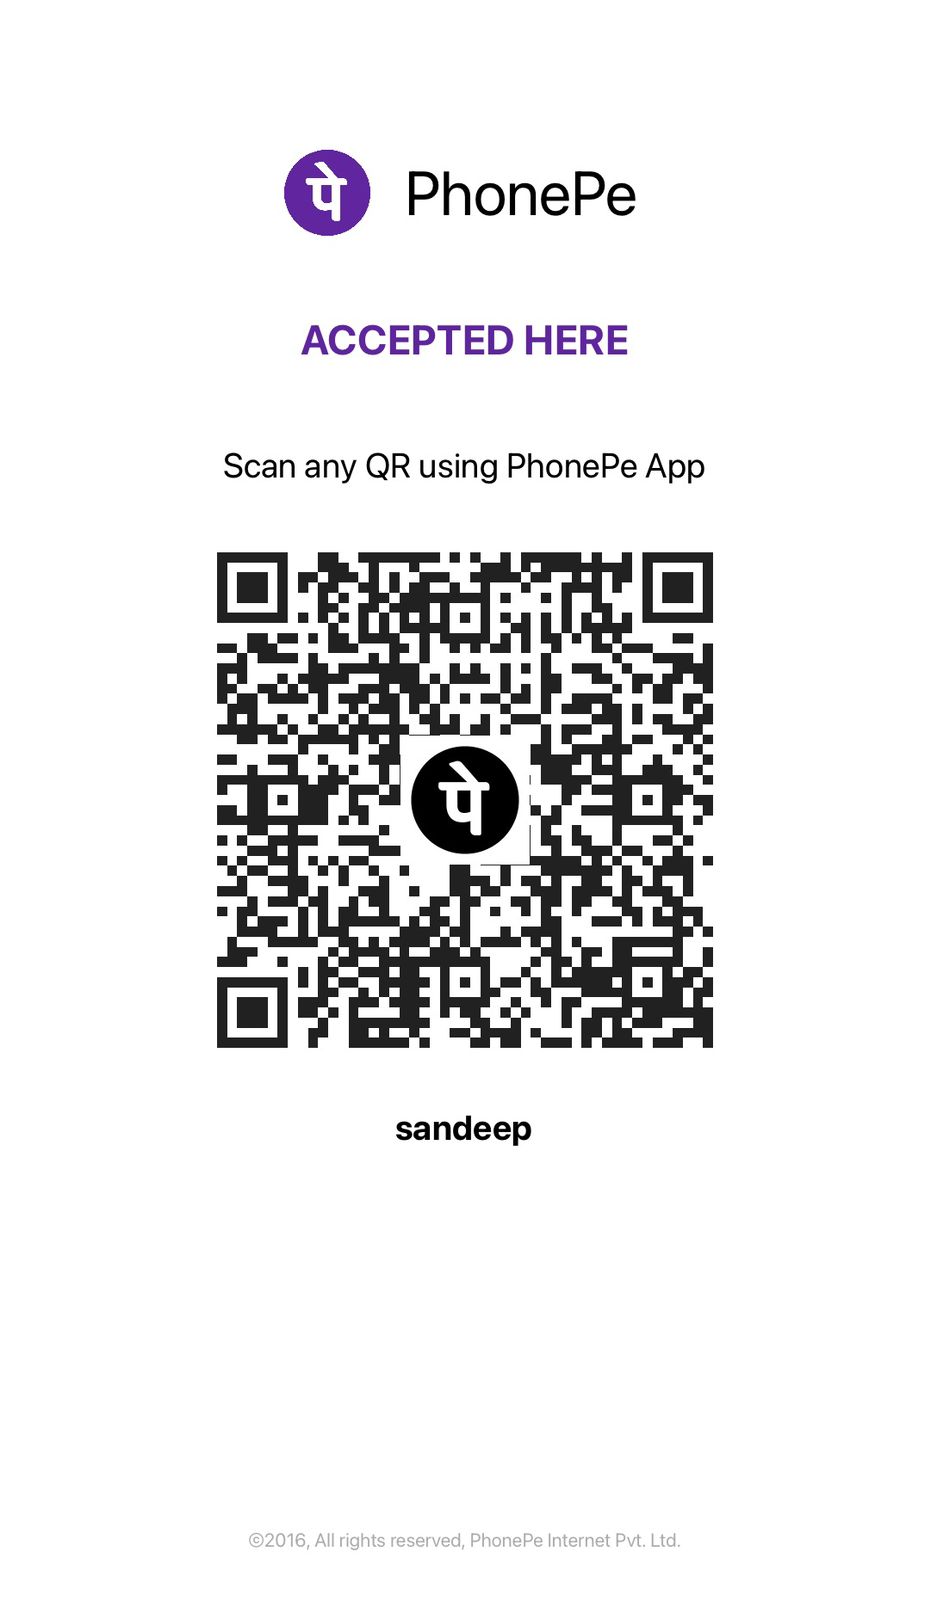 पे PhonePe
ACCEPTED HERE
Scan any QR using PhonePe App
पे
sandeep
©2016, All rights reserved, PhonePe Internet Pvt. Ltd.